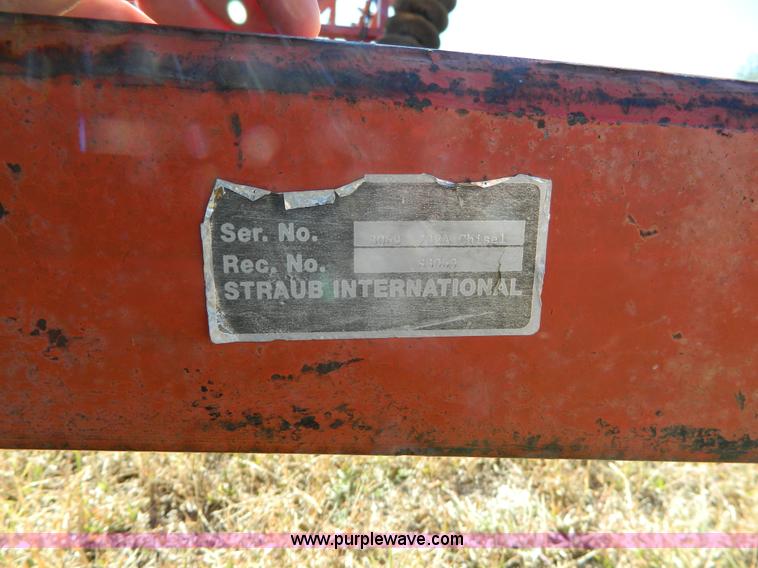 Ser. No. Chisel
Rec. No.
STRAUB INTERNATIONAL
www.purplewave.com